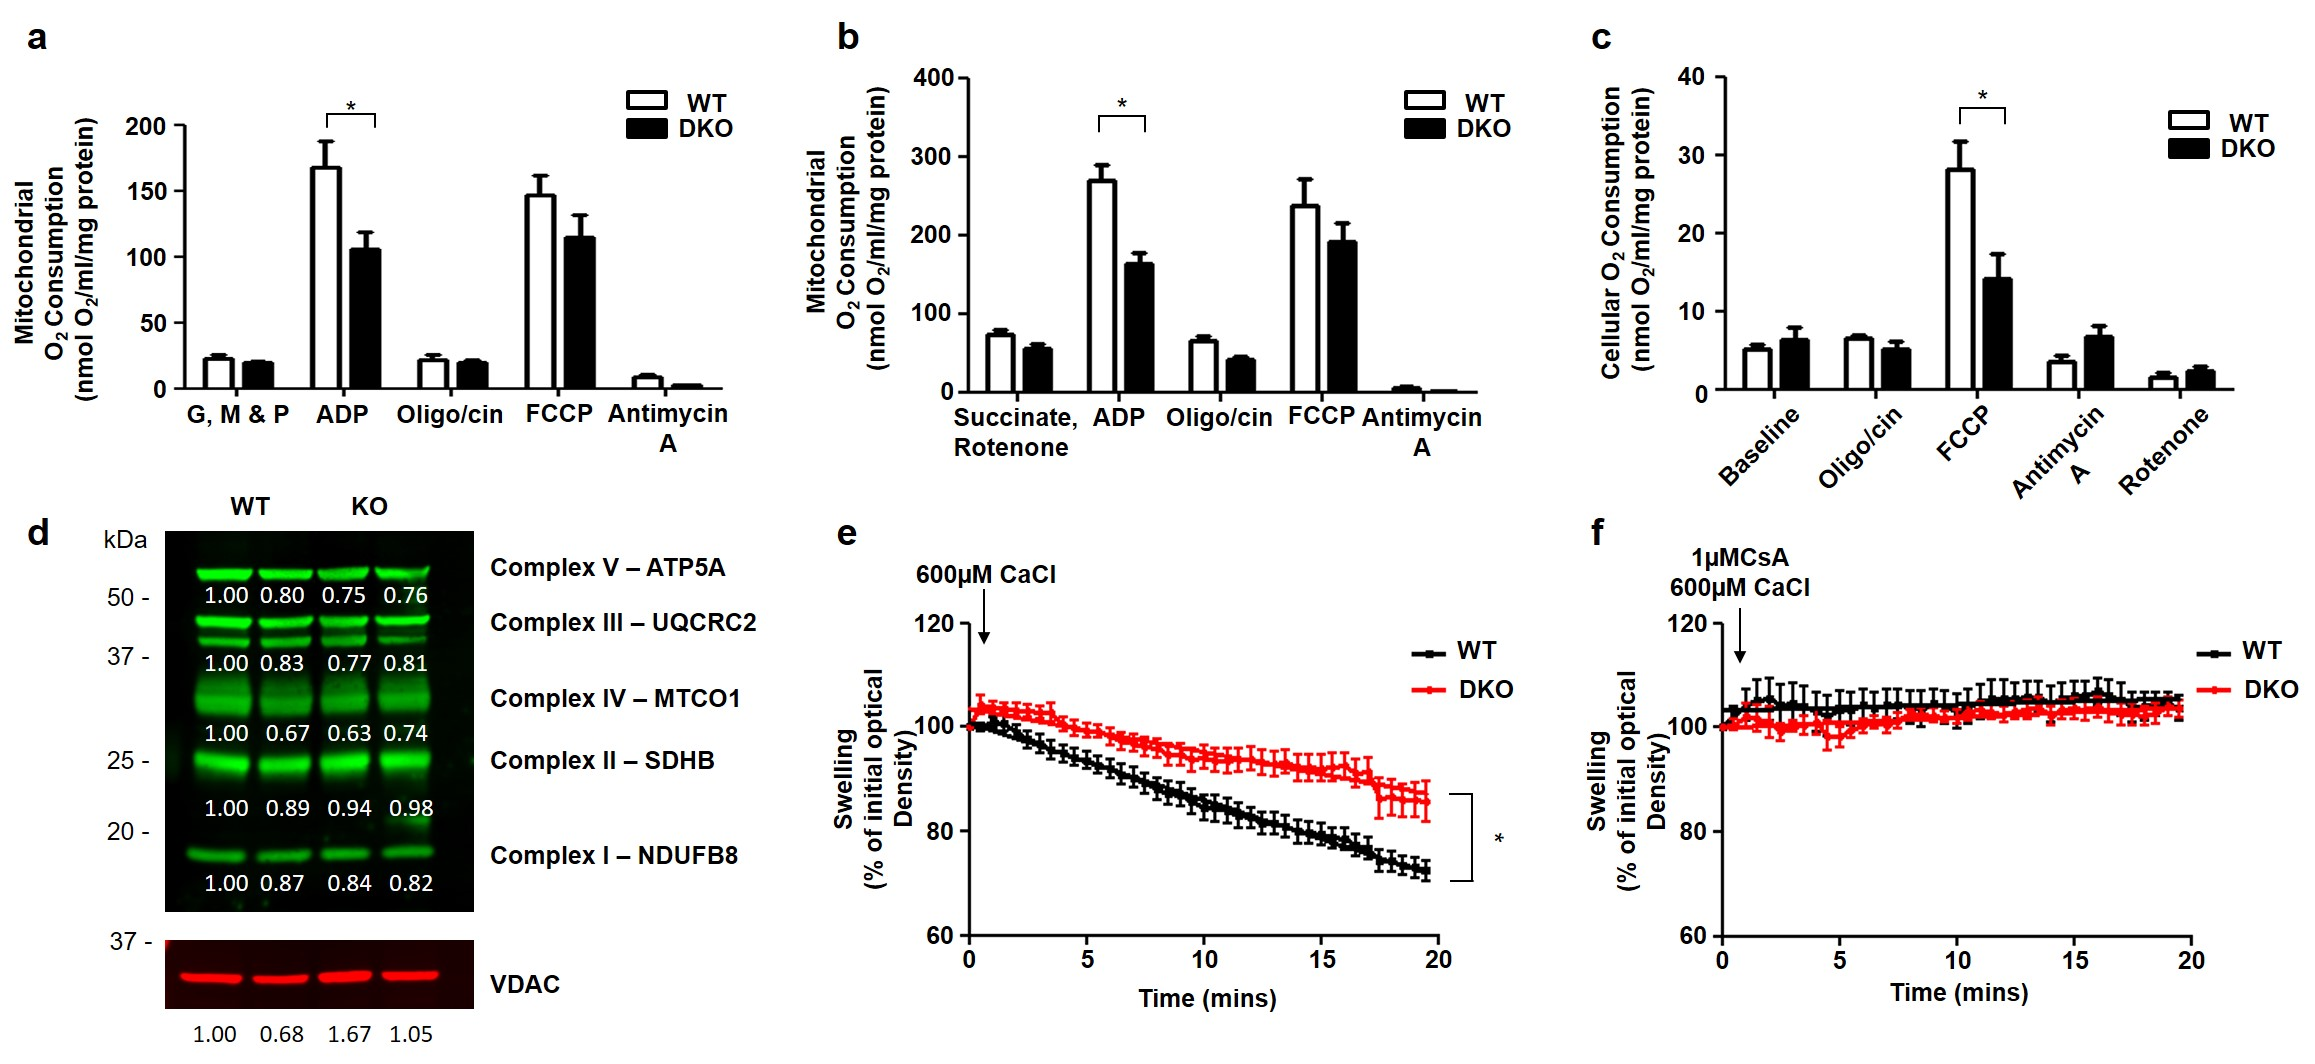 a
Mitochondrial
O2 Consumption
(nmol O2/ml/mg protein)
200
150
100
50
0
*
WT
DKO
G, M & P
ADP
Oligo/cin
FCCP
Antimycin
A
b
Mitochondrial
O2 Consumption
(nmol O2/ml/mg protein)
400
300
200
100
0
*
WT
DKO
Succinate,
Rotenone
ADP
Oligo/cin
FCCP
Antimycin
A
c
Cellular O2 Consumption
(nmol O2/ml/mg protein)
40
30
20
10
0
*
WT
DKO
Baseline
Oligo/cin
FCCP
Antimycin
A
Rotenone
d
WT KO
kDa
50 -
37 -
25 -
20 -
37 -
Complex V – ATP5A
1.00 0.80 0.75 0.76
Complex III – UQCRC2
1.00 0.83 0.77 0.81
Complex IV – MTCO1
1.00 0.67 0.63 0.74
Complex II – SDHB
1.00 0.89 0.94 0.98
Complex I – NDUFB8
1.00 0.87 0.84 0.82
VDAC
1.00 0.68 1.67 1.05
e
600µM CaCl
Swelling
(% of initial optical
Density)
120
100
80
60
WT
DKO
*
0 5 10 15 20
Time (mins)
f
1µMCsA
600µM CaCl
Swelling
(% of initial optical
Density)
120
100
80
60
WT
DKO
0 5 10 15 20
Time (mins)